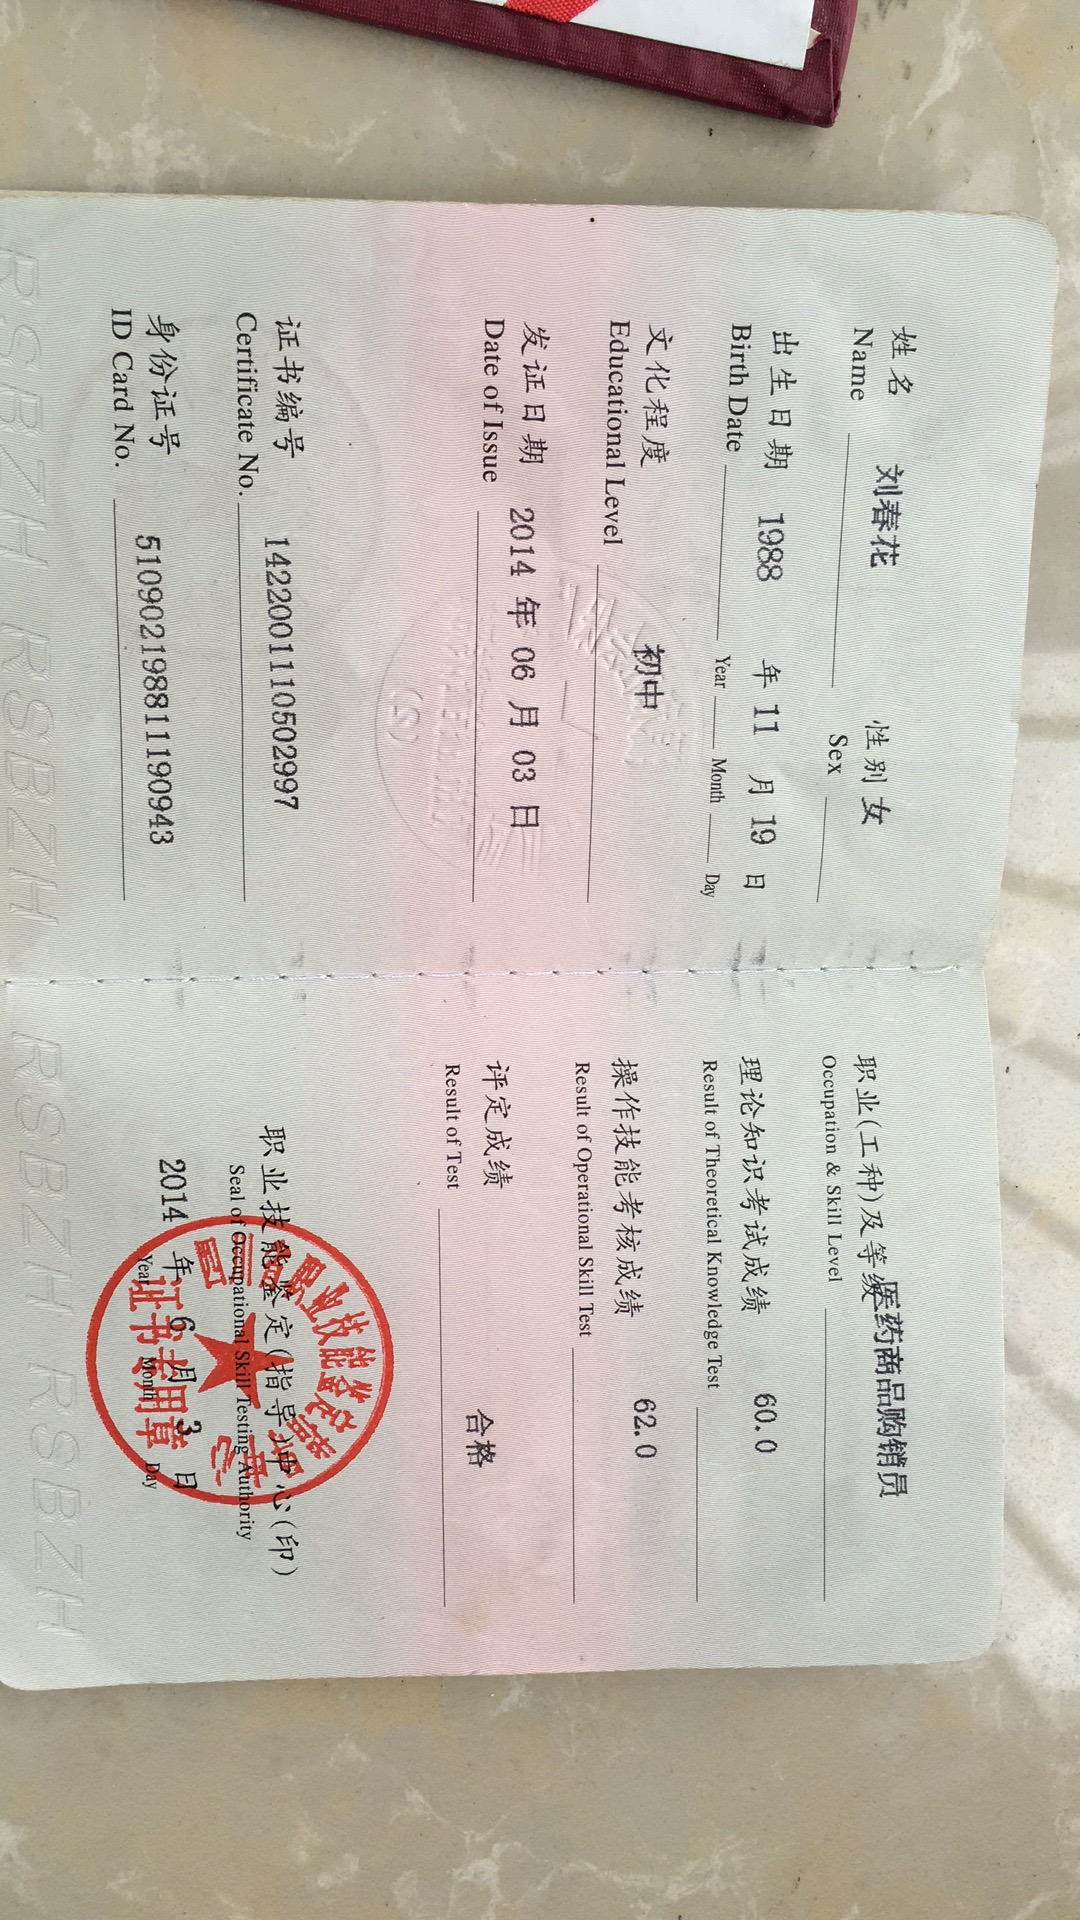 姓名 刘春花 性别 女
Name Sex
出生日期 1988 年 11 月 19 日
Birth Date Year Month Day
文化程度 初中
Educational Level
发证日期 2014 年 06 月 03 日
Date of Issue
证书编号 1422001110502997
Certificate No.
身份证号 510902198811190943
ID Card No.
RSBZH RSBZH
职业(工种)及等级 医药商品购销员
Occupation & Skill Level
理论知识考试成绩 60.0
Result of Theoretical Knowledge Test
操作技能考核成绩 62.0
Result of Operational Skill Test
评定成绩 合格
Result of Test
职业技能鉴定(指导)中心(印)
Seal of Occupational Skill Testing Authority
2014 年 6 月 3 日
Year Month Day
职业技能鉴定
证书专用章
RSBZH RSBZH